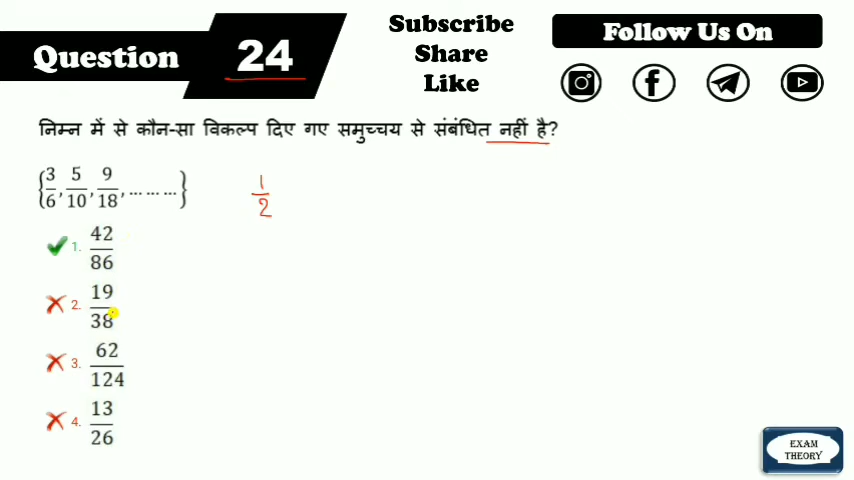 Question 24
Subscribe
Share
Like
Follow Us On
निम्न में से कौन-सा विकल्प दिए गए समुच्चय से संबंधित नहीं है?
{3/6, 5/10, 9/18, ... ... ...}
1/2
1. 42/86
2. 19/38
3. 62/124
4. 13/26
EXAM
THEORY